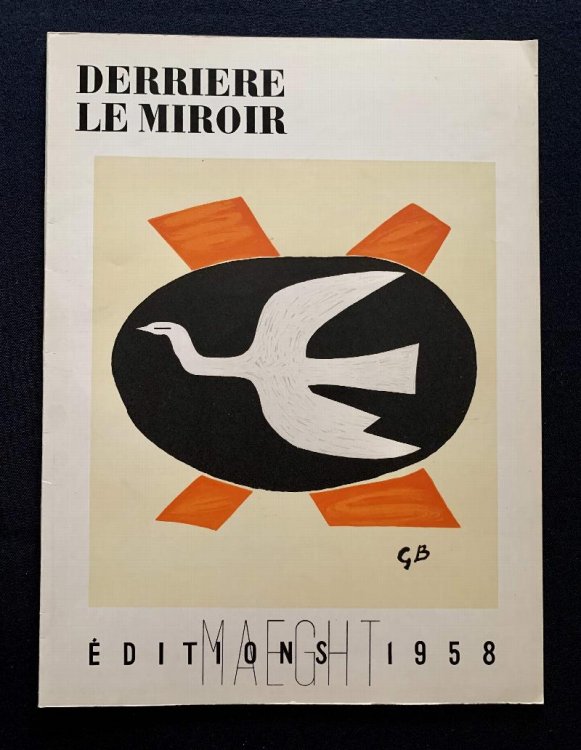 DERRIERE
LE MIROIR
GB
ÉDITIONS 1958
MAEGHT